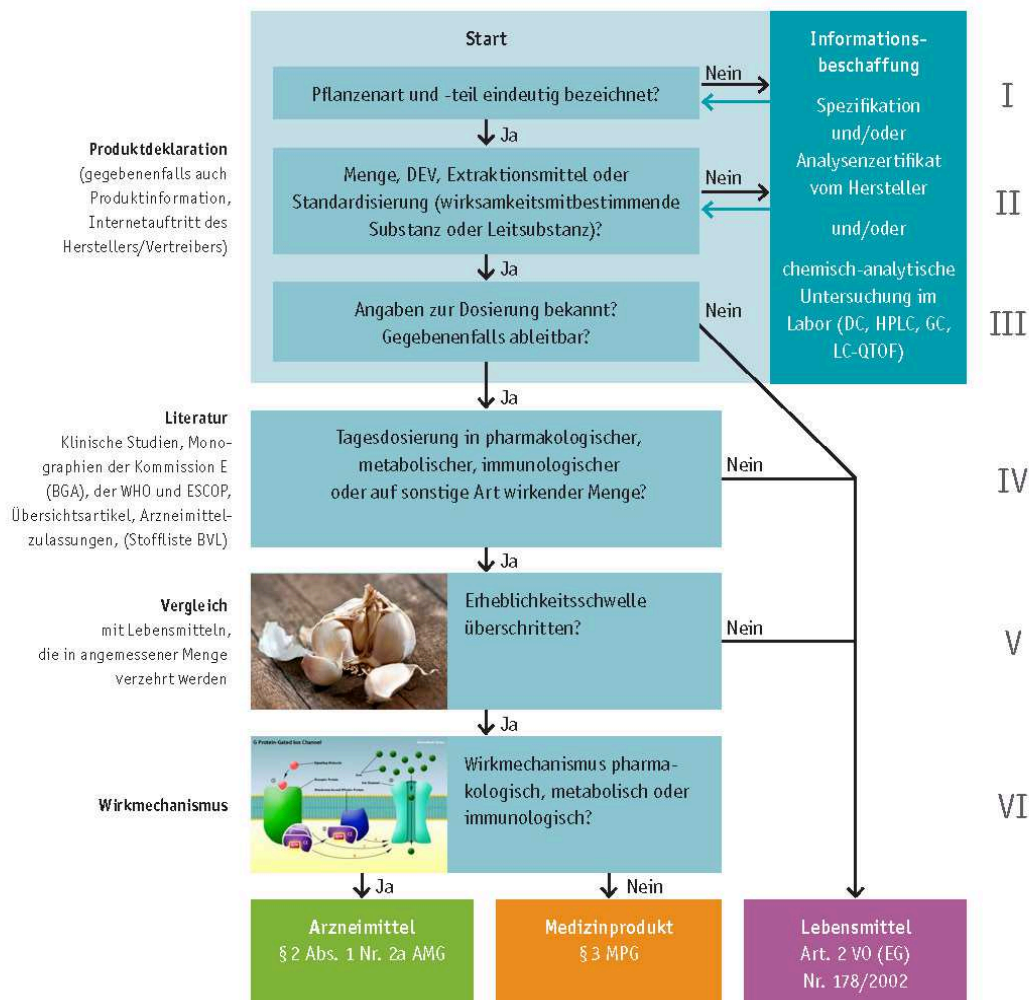 Start
Pflanzenart und -teil eindeutig bezeichnet?
Nein
Ja
Informations-
beschaffung
Spezifikation
und/oder
Analysenzertifikat
vom Hersteller
und/oder
chemisch-analytische
Untersuchung im
Labor (DC, HPLC, GC,
LC-QTOF)
I
Produktdeklaration
(gegebenenfalls auch
Produktinformation,
Internetauftritt des
Herstellers/Vertreibers)
Menge, DEV, Extraktionsmittel oder
Standardisierung (wirksamkeitsmitbestimmende
Substanz oder Leitsubstanz)?
Nein
Ja
II
Angaben zur Dosierung bekannt?
Gegebenenfalls ableitbar?
Nein
Ja
III
Literatur
Klinische Studien, Mono-
graphien der Kommission E
(BGA), der WHO und ESCOP,
Übersichtsartikel, Arzneimittel-
zulassungen, (Stoffliste BVL)
Tagesdosierung in pharmakologischer,
metabolischer, immunologischer
oder auf sonstige Art wirkender Menge?
Nein
Ja
IV
Vergleich
mit Lebensmitteln,
die in angemessener Menge
verzehrt werden
Erheblichkeitsschwelle
überschritten?
Nein
Ja
V
Wirkmechanismus
G Protein-Gated Ion Channel
Wirkmechanismus pharma-
kologisch, metabolisch oder
immunologisch?
VI
Ja
Nein
Arzneimittel
§ 2 Abs. 1 Nr. 2a AMG
Medizinprodukt
§ 3 MPG
Lebensmittel
Art. 2 VO (EG)
Nr. 178/2002